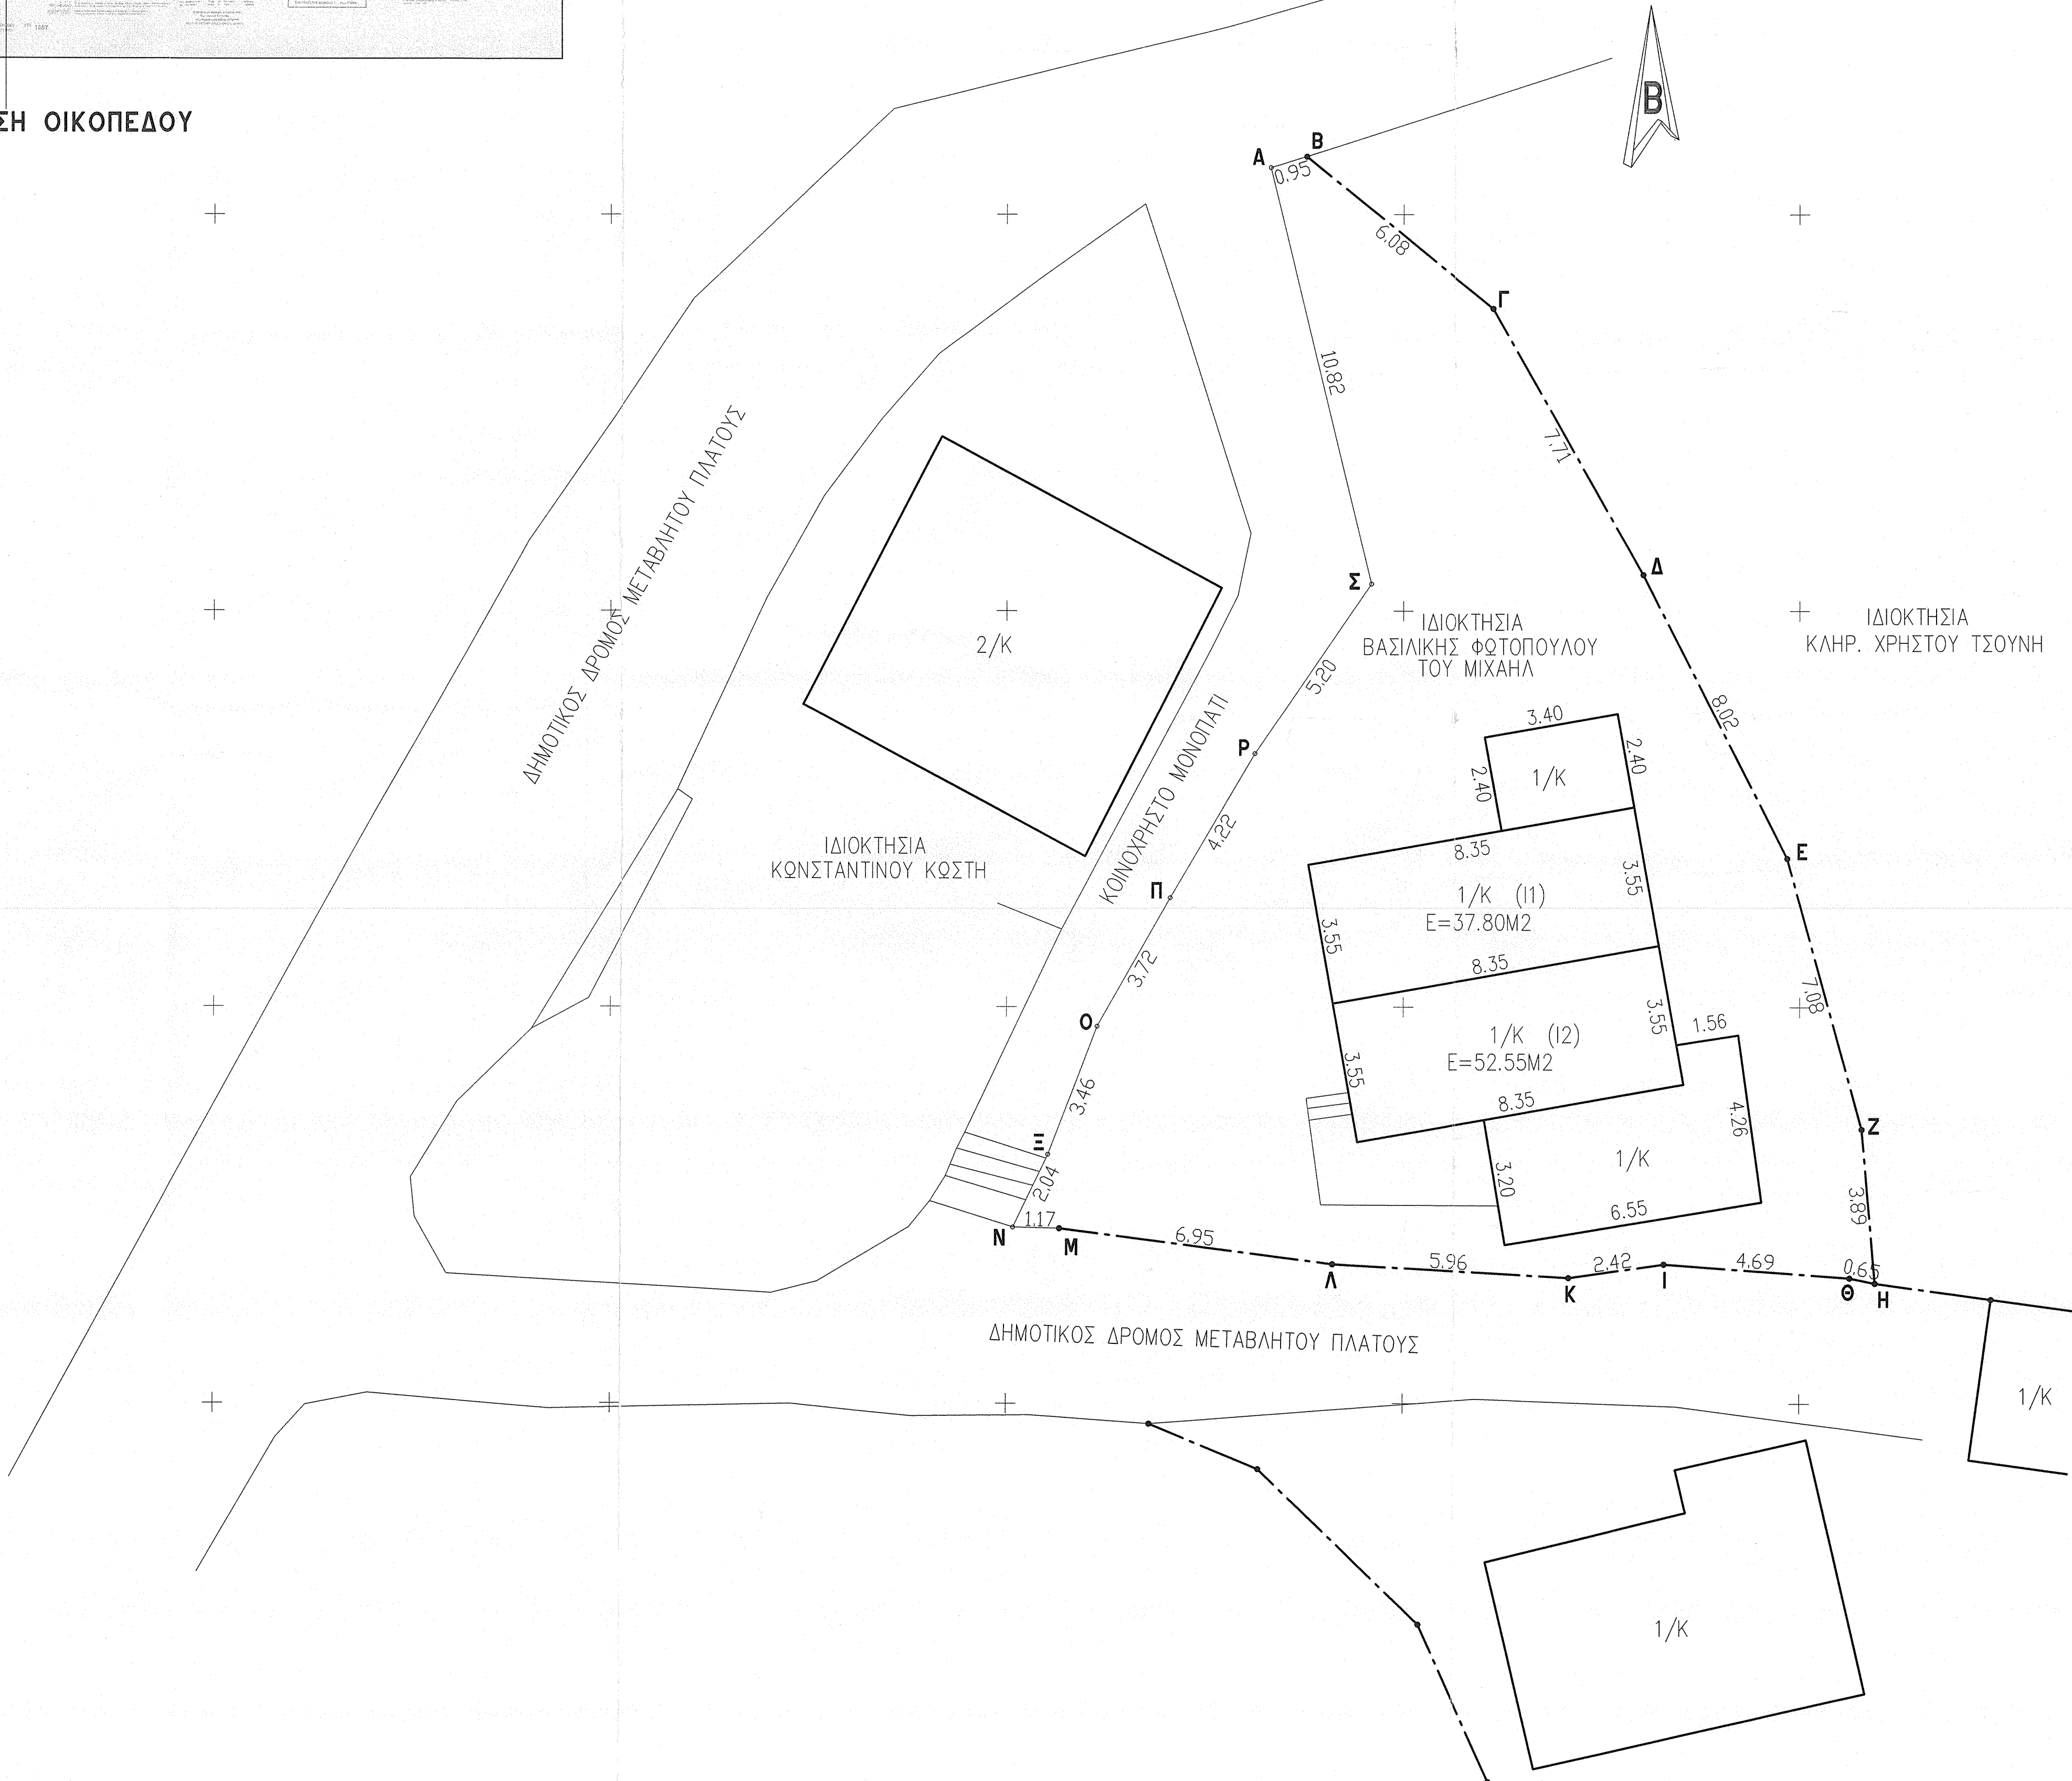 1987
ΣΗ ΟΙΚΟΠΕΔΟΥ
Β
Α
Β
0.95
6.08
Γ
10.82
7.71
Δ
Σ
ΔΗΜΟΤΙΚΟΣ ΔΡΟΜΟΣ ΜΕΤΑΒΛΗΤΟΥ ΠΛΑΤΟΥΣ
2/Κ
ΙΔΙΟΚΤΗΣΙΑ
ΒΑΣΙΛΙΚΗΣ ΦΩΤΟΠΟΥΛΟΥ
ΤΟΥ ΜΙΧΑΗΛ
ΙΔΙΟΚΤΗΣΙΑ
ΚΛΗΡ. ΧΡΗΣΤΟΥ ΤΣΟΥΝΗ
5.20
8.02
Ρ
3.40
2.40
2.40
1/Κ
ΚΟΙΝΟΧΡΗΣΤΟ ΜΟΝΟΠΑΤΙ
4.22
ΙΔΙΟΚΤΗΣΙΑ
ΚΩΝΣΤΑΝΤΙΝΟΥ ΚΩΣΤΗ
8.35
Ε
Π
3.55
1/Κ (Ι1)
Ε=37.80Μ2
3.55
3.72
8.35
7.08
Ο
3.55
1.56
1/Κ (Ι2)
Ε=52.55Μ2
3.55
3.46
8.35
4.26
Ζ
Ξ
2.04
1/Κ
3.20
6.55
3.89
Ν
1.17
Μ
6.95
Λ
5.96
Κ
2.42
Ι
4.69
0.65
Θ
Η
ΔΗΜΟΤΙΚΟΣ ΔΡΟΜΟΣ ΜΕΤΑΒΛΗΤΟΥ ΠΛΑΤΟΥΣ
1/Κ
1/Κ